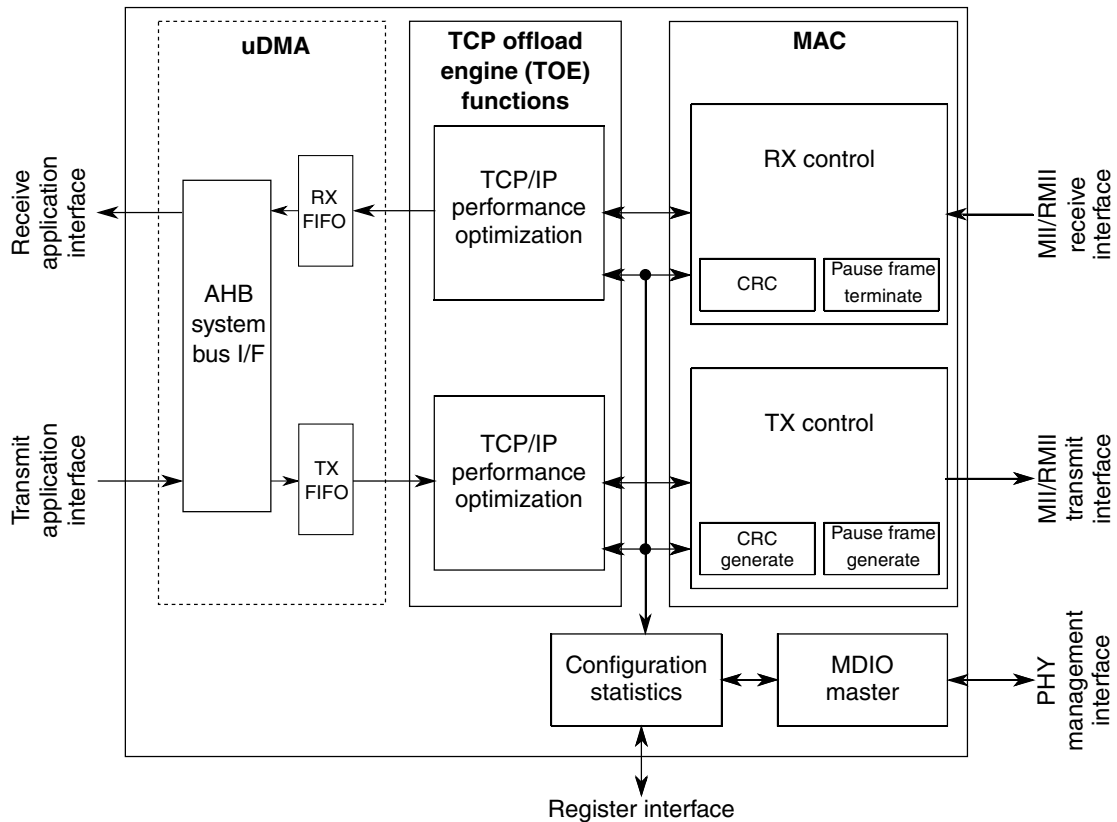 uDMA
TCP offload
engine (TOE)
functions
MAC
Receive
application
interface
RX
FIFO
TCP/IP
performance
optimization
RX control
CRC
Pause frame
terminate
MII/RMII
receive
interface
AHB
system
bus I/F
Transmit
application
interface
TX
FIFO
TCP/IP
performance
optimization
TX control
CRC
generate
Pause frame
generate
MII/RMII
transmit
interface
Configuration
statistics
MDIO
master
PHY
management
interface
Register interface